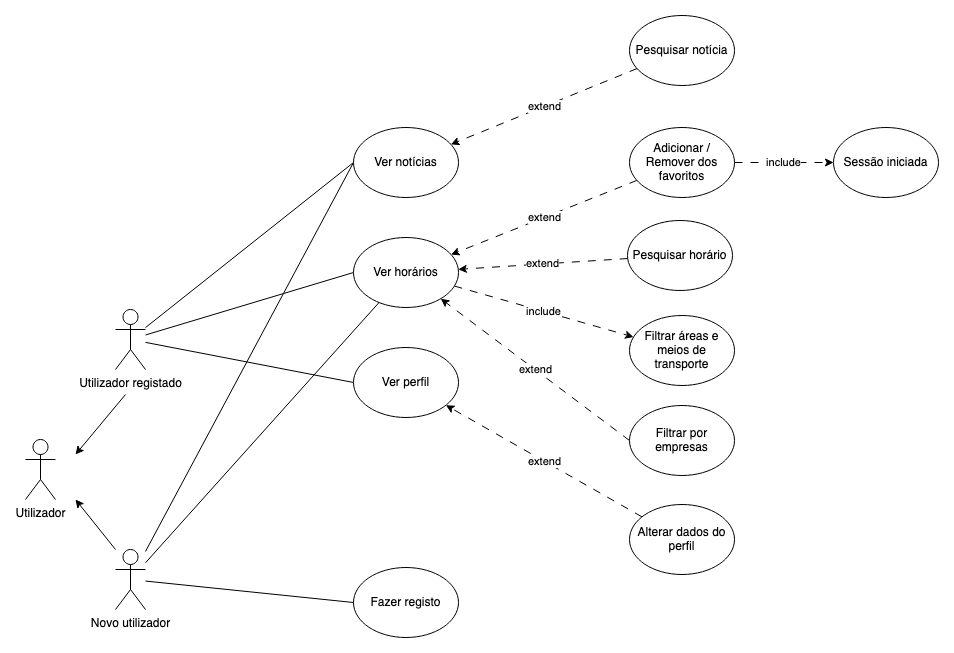 Pesquisar notícia
extend
Ver notícias
Adicionar /
Remover dos
favoritos
include
Sessão iniciada
extend
Pesquisar horário
extend
Ver horários
include
Filtrar áreas e
meios de
transporte
Utilizador registado
extend
Ver perfil
Filtrar por
empresas
extend
Utilizador
Alterar dados do
perfil
Fazer registo
Novo utilizador